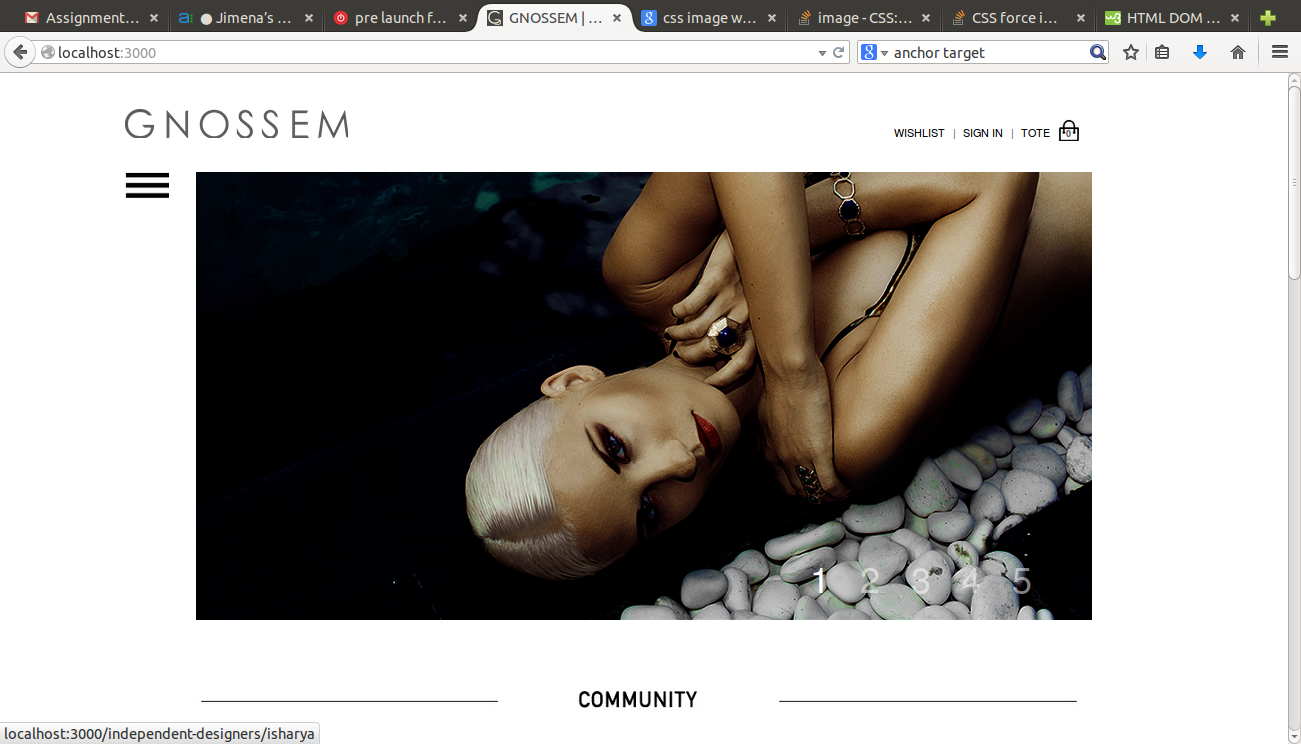 Assignment...
Jimena's ...
pre launch f...
GNOSSEM | ...
css image w...
image - CSS:...
CSS force i...
HTML DOM ...
localhost:3000
anchor target
GNOSSEM
WISHLIST | SIGN IN | TOTE 0
1 2 3 4 5
COMMUNITY
localhost:3000/independent-designers/isharya